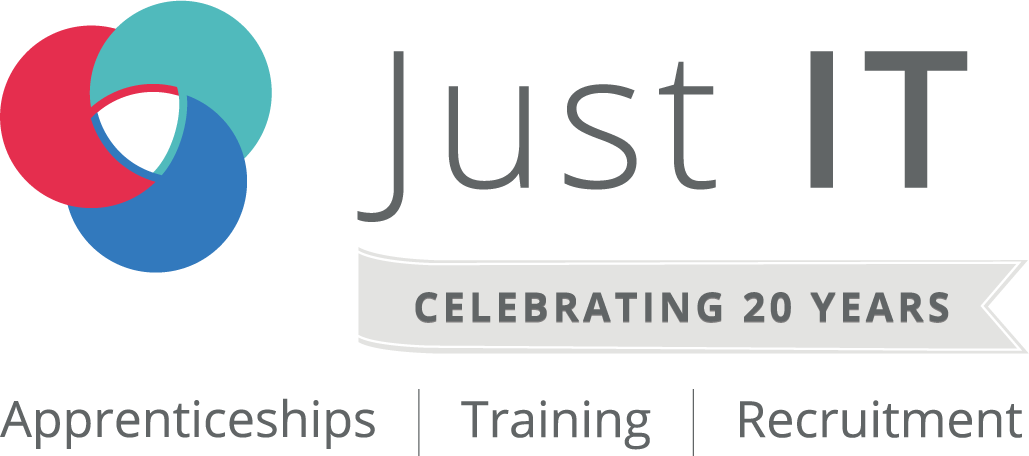 Just IT
CELEBRATING 20 YEARS
Apprenticeships | Training | Recruitment